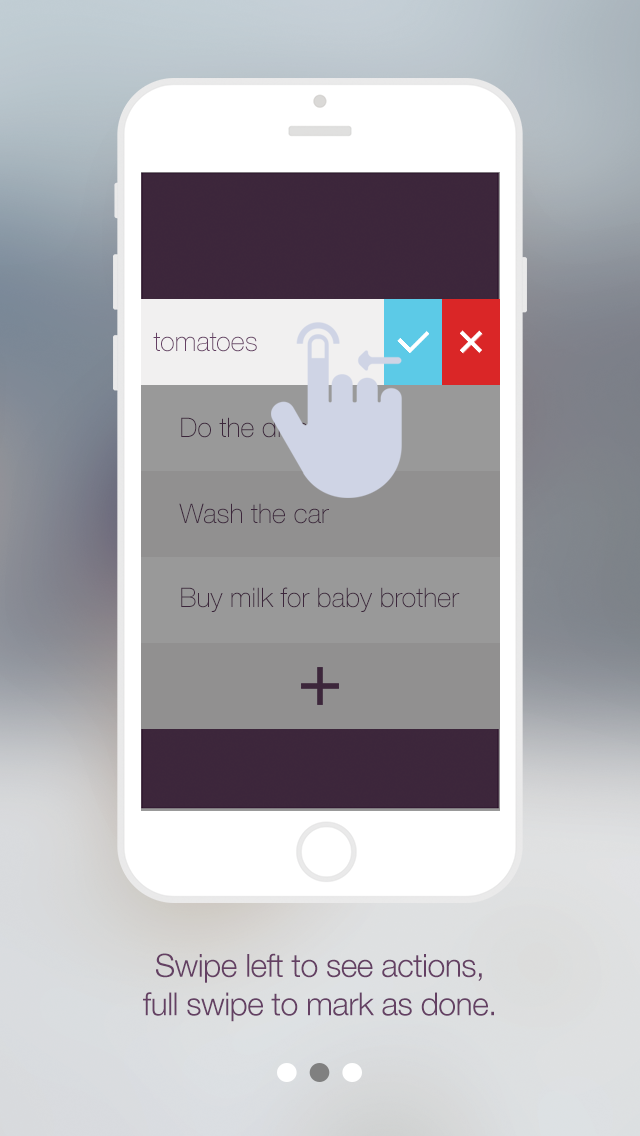 tomatoes
Do the
Wash the car
Buy milk for baby brother
Swipe left to see actions,
full swipe to mark as done.